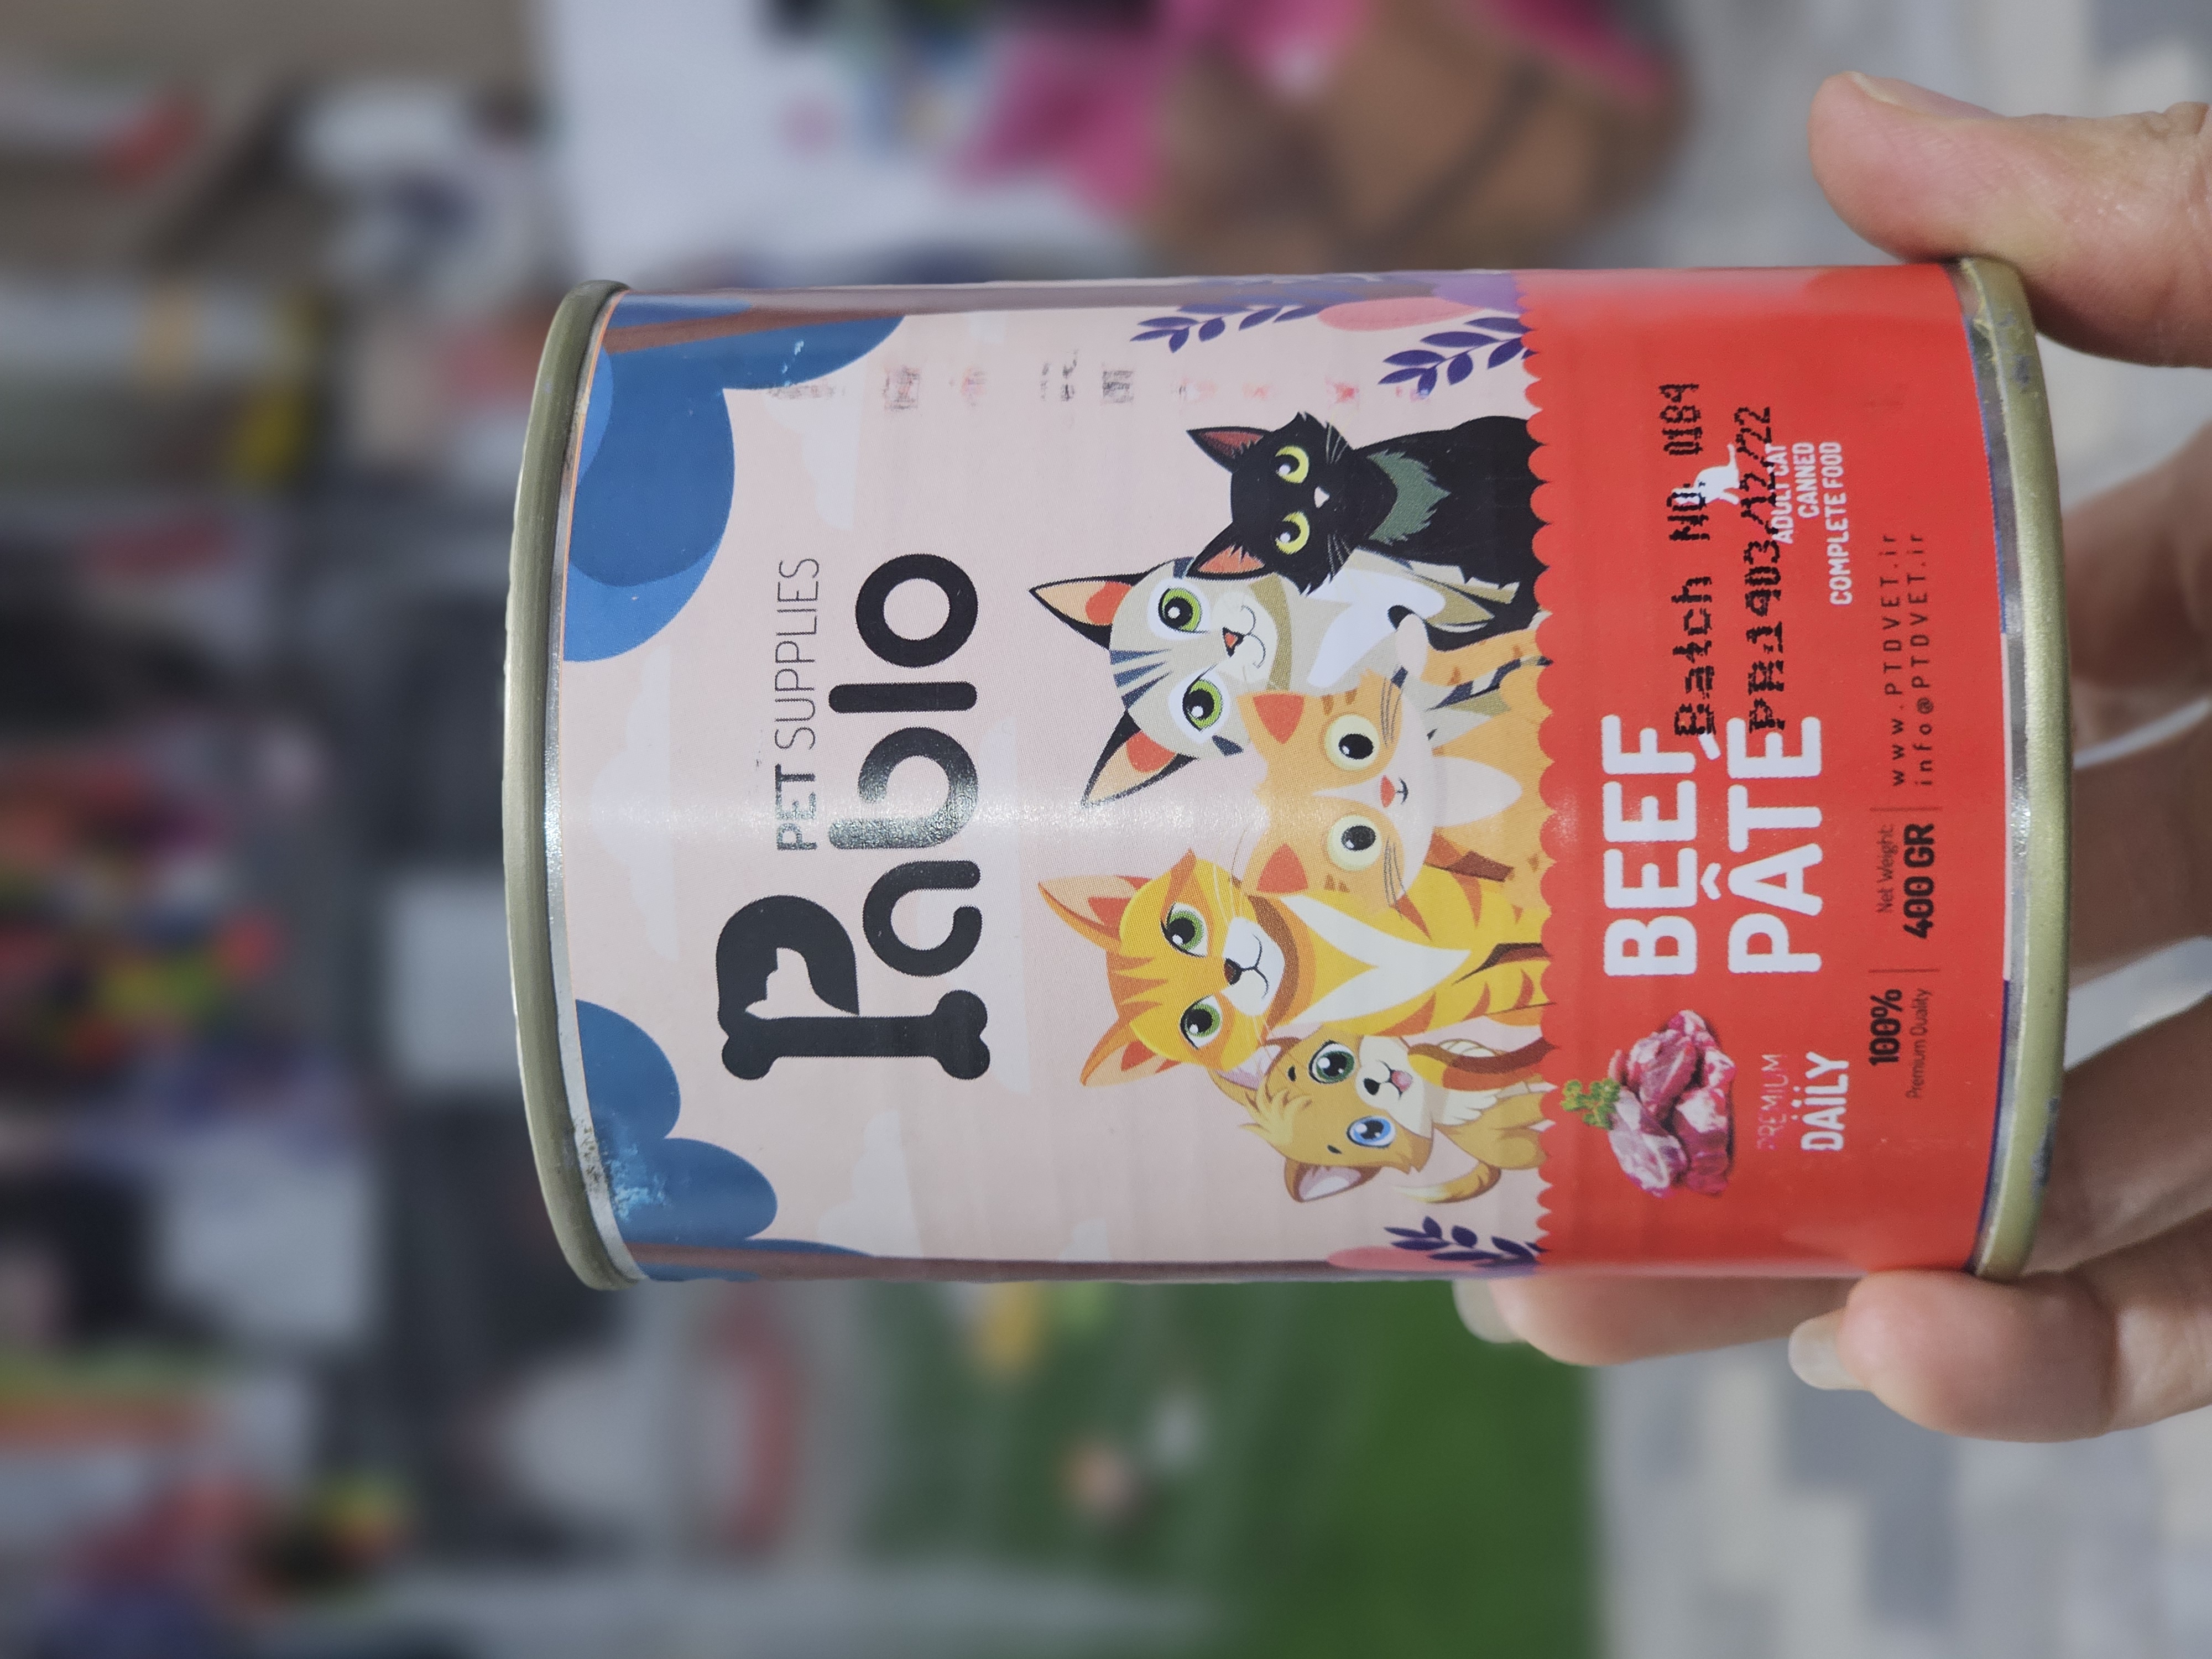 PET SUPPLIES
Pablo
BEEF
PÂTÉ
Batch NO. 0184
PR:1403/12/22
ADULT CAT
CANNED
COMPLETE FOOD
PREMIUM
DAILY
100%
Premium Quality
Net Weight:
400 GR
www.PTDVET.ir
info@PTDVET.ir